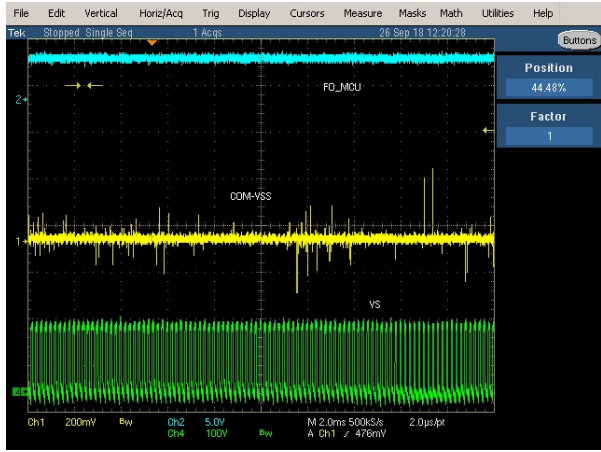 File Edit Vertical Horiz/Acq Trig Display Cursors Measure Masks Math Utilities Help
Tek Stopped Single Seq 1 Acqs 26 Sep 18 12:20:28
Buttons
Position
44.48%
Factor
1
FO_MCU
2
COM-VSS
1
VS
Ch1 200mV Bw Ch2 5.0V M 2.0ms 500kS/s 2.0µs/pt
Ch4 100V Bw A Ch1 / 476mV